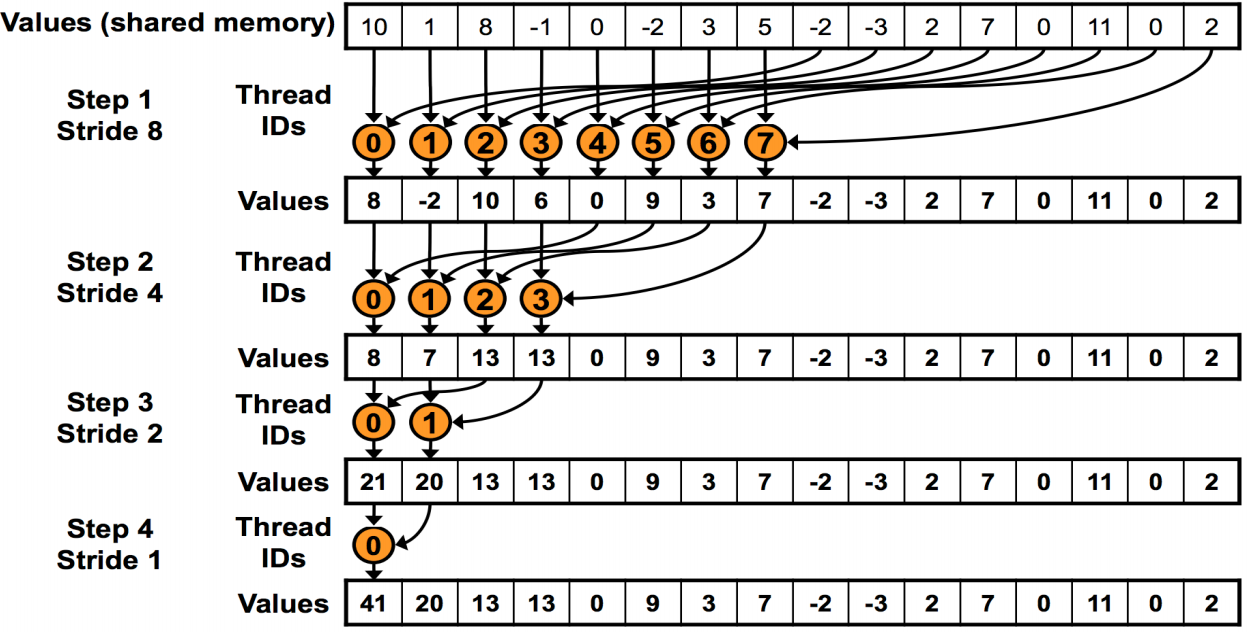 Values (shared memory) 10 1 8 -1 0 -2 3 5 -2 -3 2 7 0 11 0 2
Step 1
Stride 8
Thread
IDs
0 1 2 3 4 5 6 7
Values 8 -2 10 6 0 9 3 7 -2 -3 2 7 0 11 0 2
Step 2
Stride 4
Thread
IDs
0 1 2 3
Values 8 7 13 13 0 9 3 7 -2 -3 2 7 0 11 0 2
Step 3
Stride 2
Thread
IDs
0 1
Values 21 20 13 13 0 9 3 7 -2 -3 2 7 0 11 0 2
Step 4
Stride 1
Thread
IDs
0
Values 41 20 13 13 0 9 3 7 -2 -3 2 7 0 11 0 2